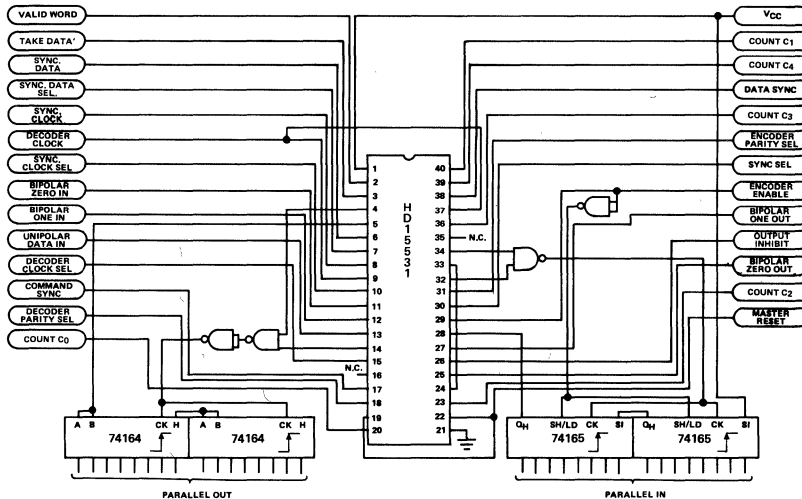 VALID WORD
TAKE DATA'
SYNC. DATA
SYNC. DATA SEL.
SYNC. CLOCK
DECODER CLOCK
SYNC. CLOCK SEL
BIPOLAR ZERO IN
BIPOLAR ONE IN
UNIPOLAR DATA IN
DECODER CLOCK SEL
COMMAND SYNC
DECODER PARITY SEL
COUNT C0
VCC
COUNT C1
COUNT C4
DATA SYNC
COUNT C3
ENCODER PARITY SEL
SYNC SEL
ENCODER ENABLE
BIPOLAR ONE OUT
OUTPUT INHIBIT
BIPOLAR ZERO OUT
COUNT C2
MASTER RESET
HD15531
1 40
2 39
3 38
4 37
5 36
6 35
7 34
8 33
9 32
10 31
11 30
12 29
13 28
14 27
15 26
16 25
17 24
18 23
19 22
20 21
N.C.
N.C.
A B CK H A B CK H
74164 74164
PARALLEL OUT
QH SH/LD CK SI QH SH/LD CK SI
74165 74165
PARALLEL IN